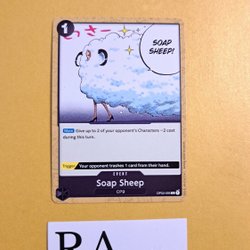 1
SOAP
SHEEP!
Main Give up to 2 of your opponent's Characters −2 cost
during this turn.
Trigger Your opponent trashes 1 card from their hand.
EVENT
Soap Sheep
CP9
RA